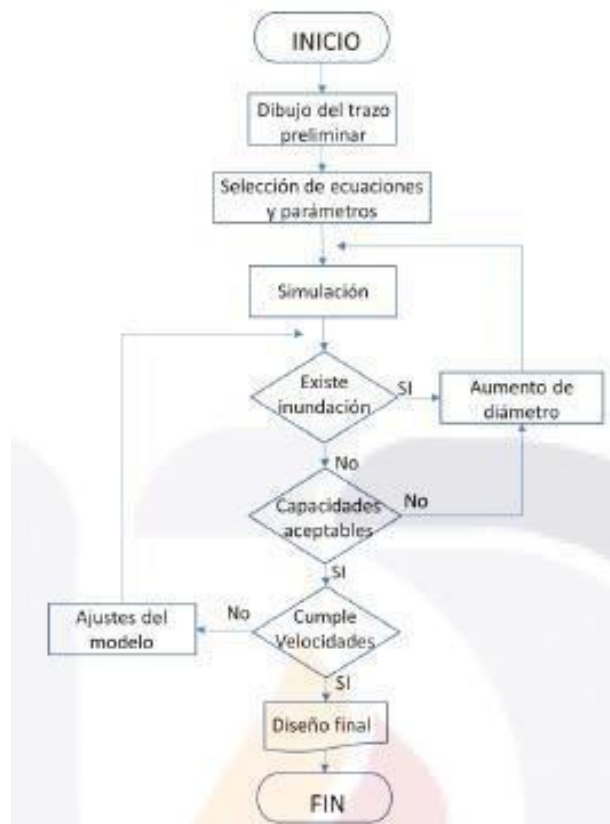 INICIO
Dibujo del trazo
preliminar
Selección de ecuaciones
y parámetros
Simulación
Existe
inundación
SI
Aumento de
diámetro
No
Capacidades
aceptables
No
SI
Cumple
Velocidades
No
Ajustes del
modelo
SI
Diseño final
FIN